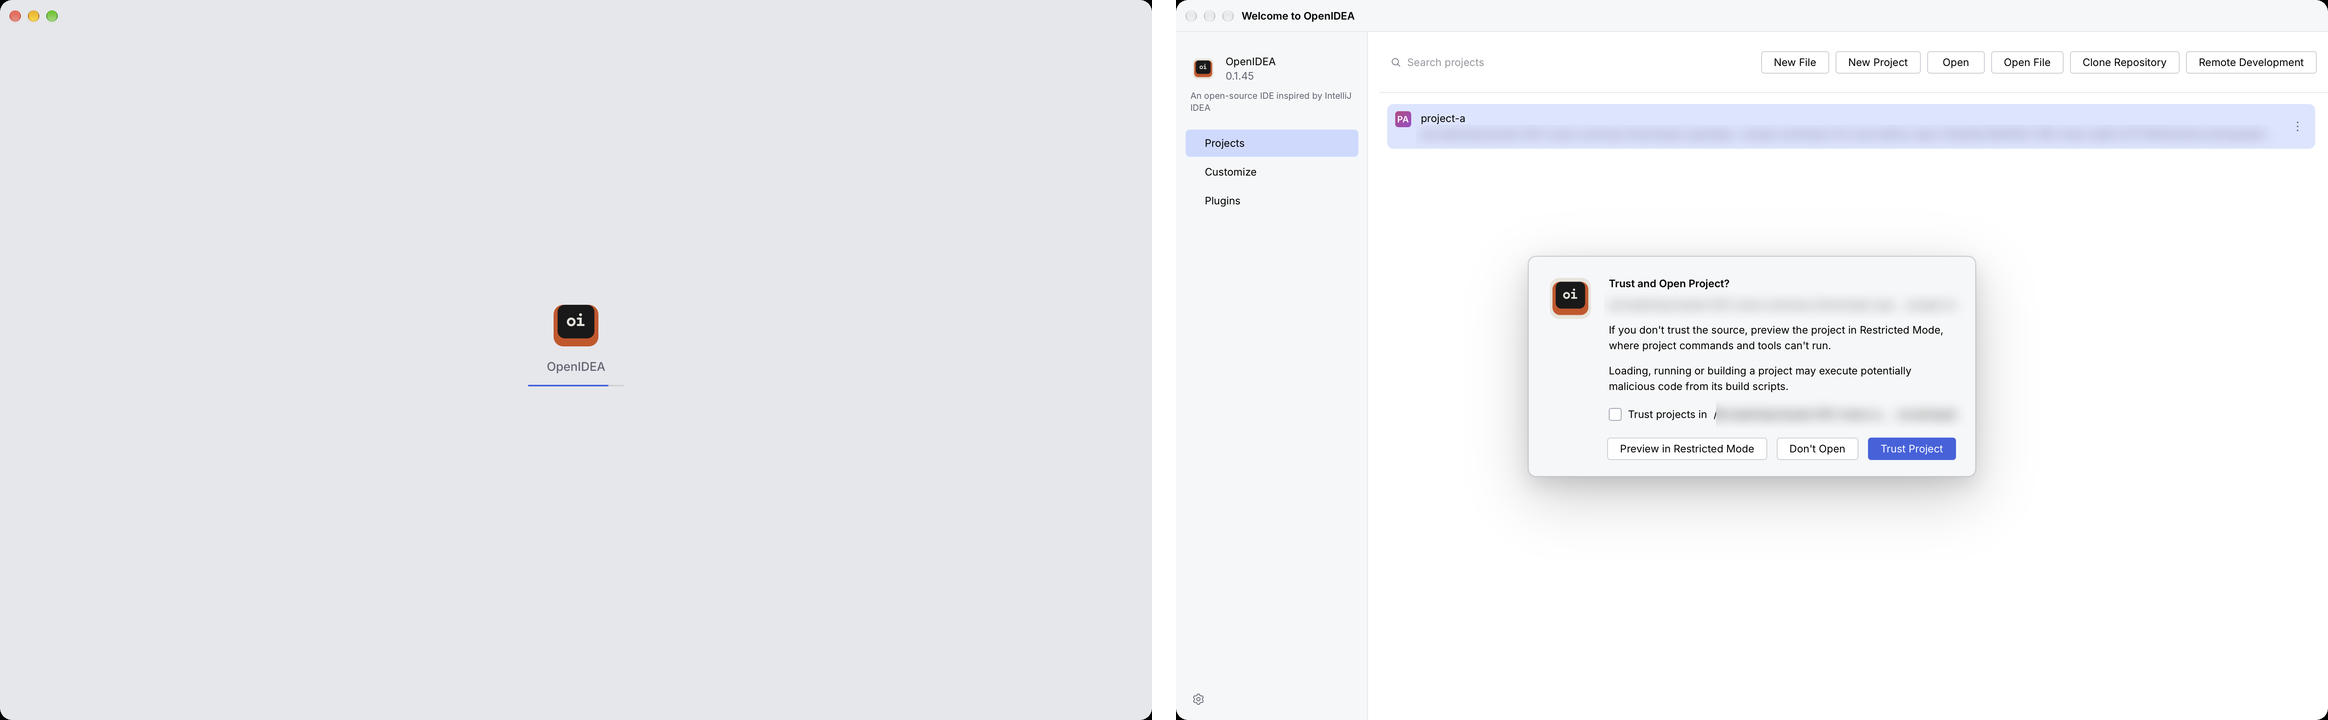 oi
OpenIDEA
Welcome to OpenIDEA
oi
OpenIDEA
0.1.45
An open-source IDE inspired by IntelliJ
IDEA
Projects
Customize
Plugins
Search projects
New File
New Project
Open
Open File
Clone Repository
Remote Development
PA
project-a
oi
Trust and Open Project?
If you don't trust the source, preview the project in Restricted Mode,
where project commands and tools can't run.
Loading, running or building a project may execute potentially
malicious code from its build scripts.
Trust projects in /
Preview in Restricted Mode
Don't Open
Trust Project